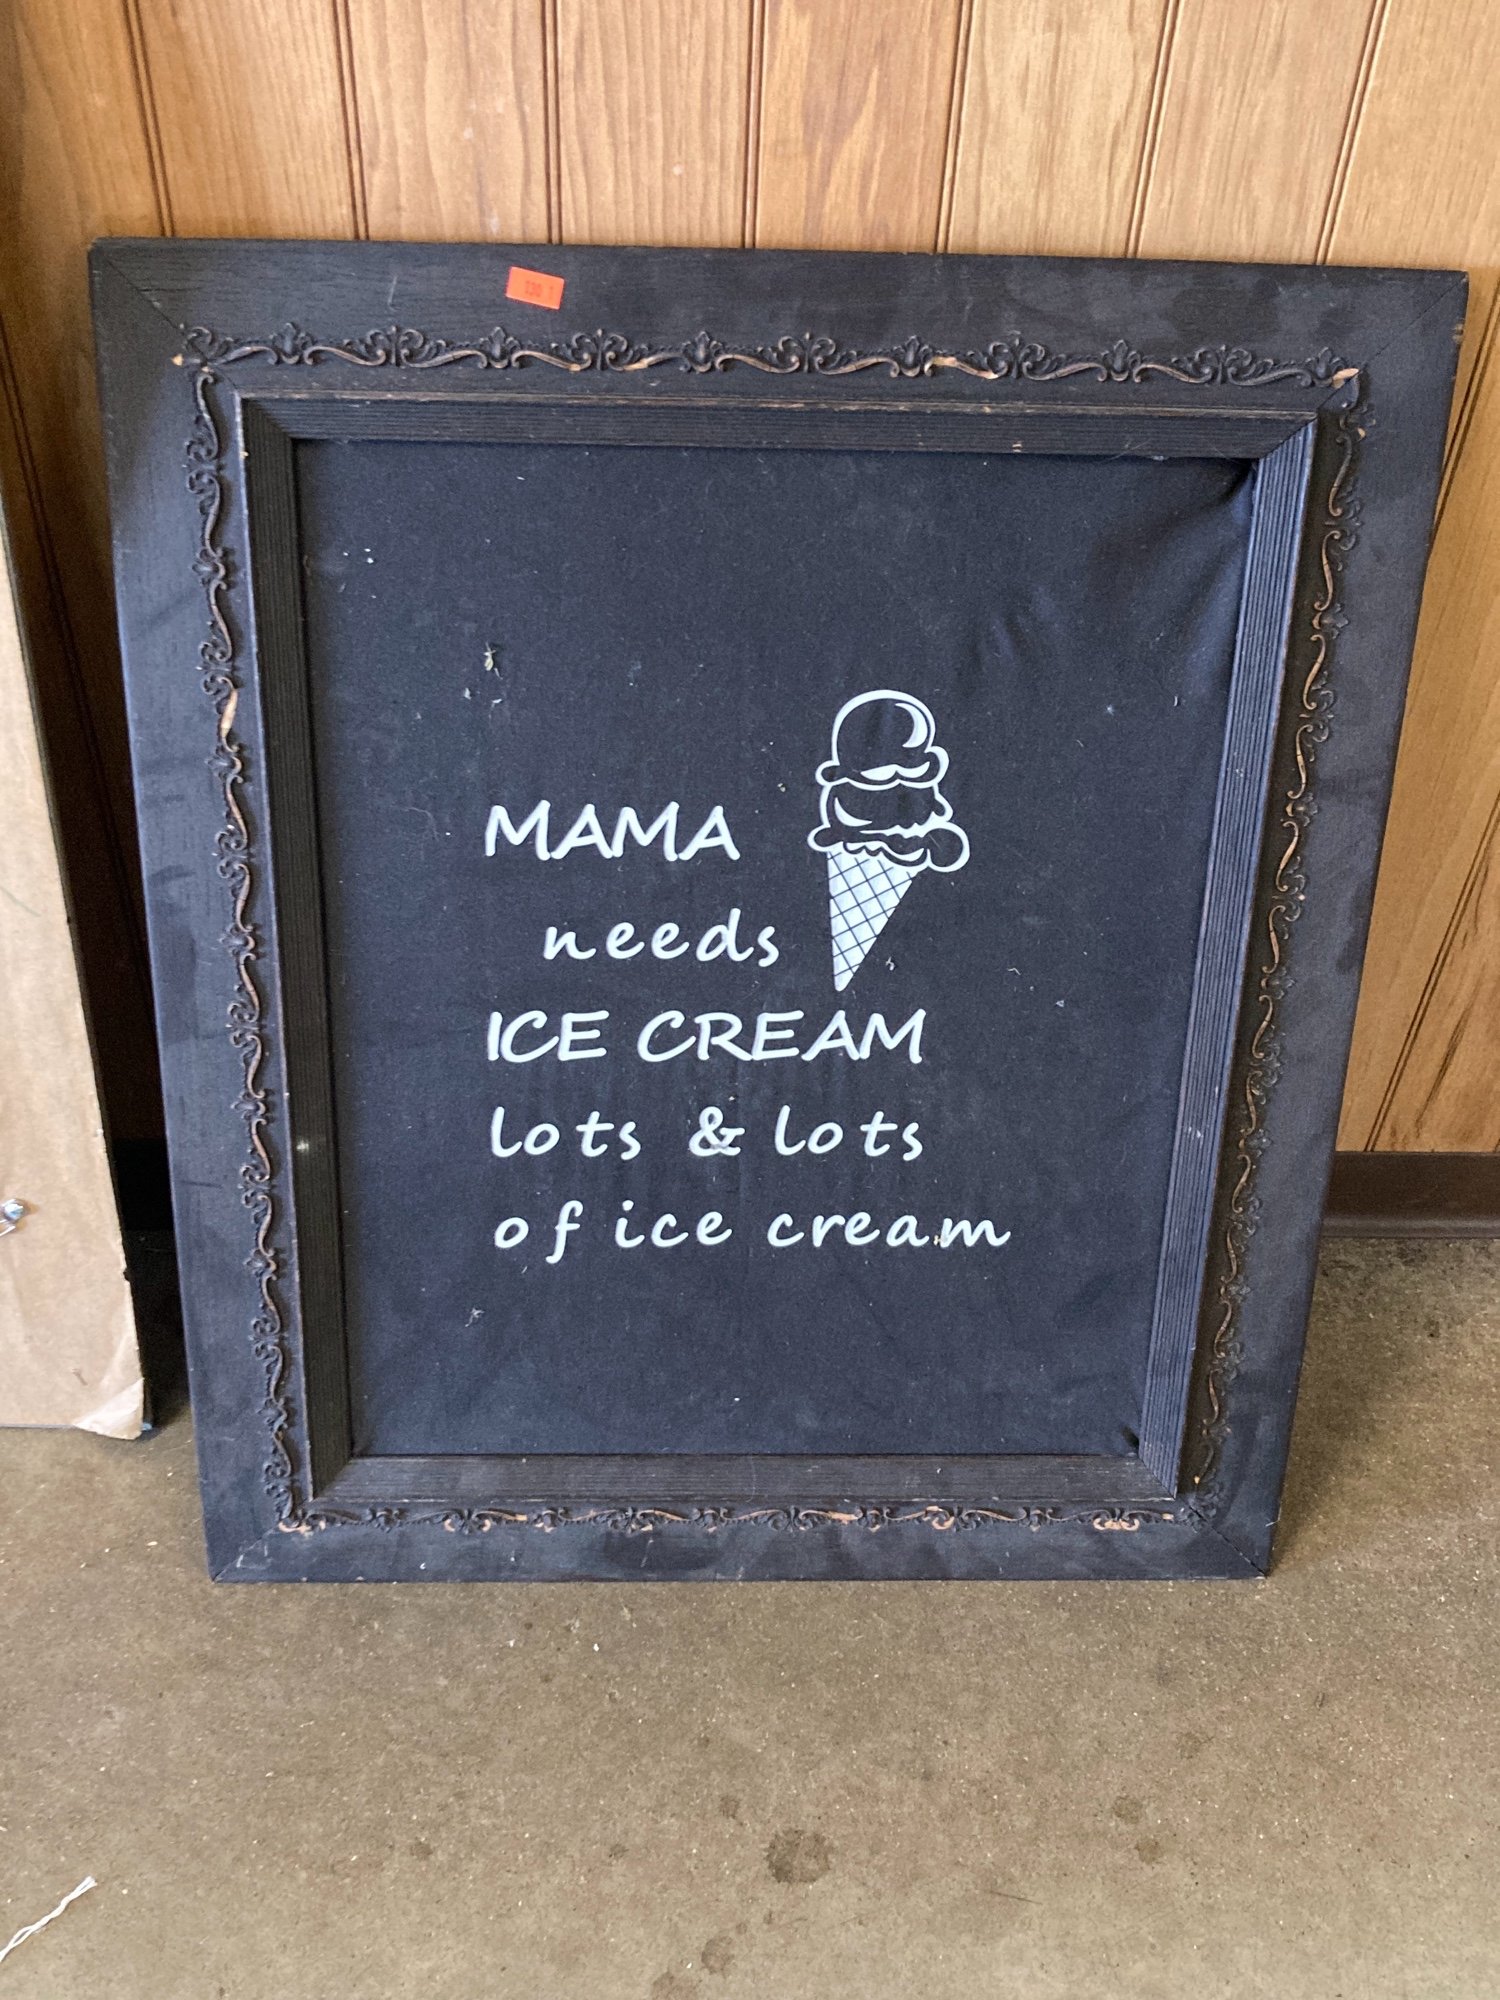 MAMA
needs
ICE CREAM
lots & lots
of ice cream